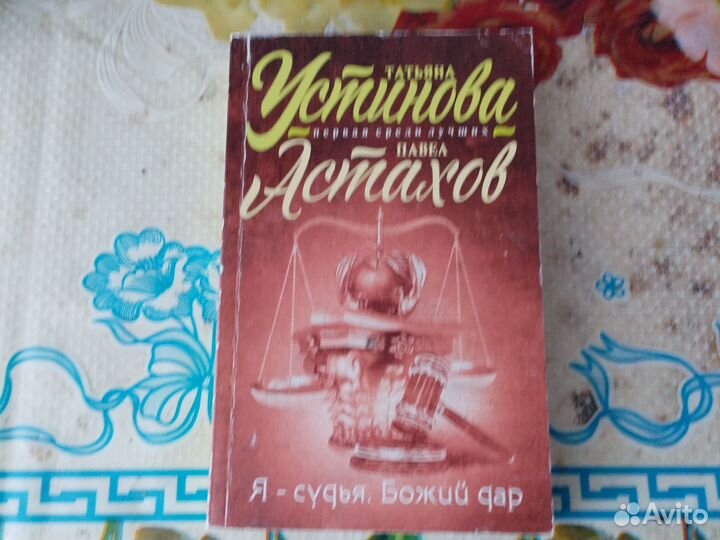 Татьяна
Устинова
первая среди лучших
Павел
Астахов
Я - судья. Божий дар
Avito